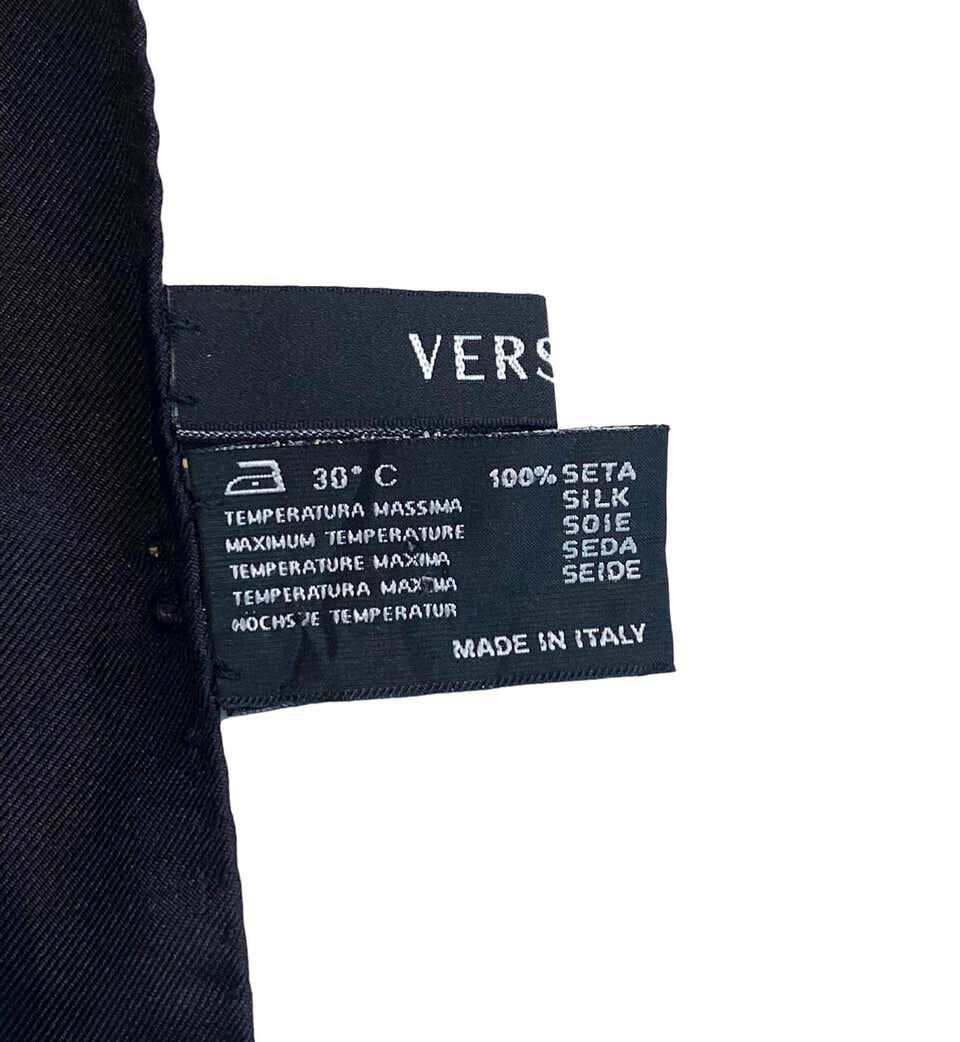 VERS
30° C
TEMPERATURA MASSIMA
MAXIMUM TEMPERATURE
TEMPERATURE MAXIMA
TEMPERATURA MAXIMA
HÖCHSTE TEMPERATUR
100% SETA
SILK
SOIE
SEDA
SEIDE
MADE IN ITALY